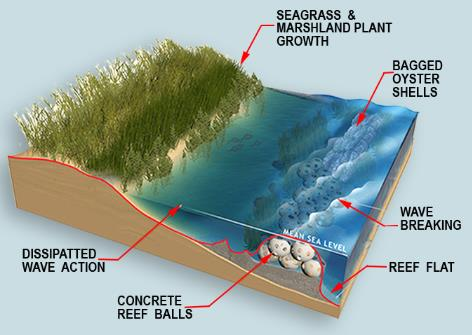 SEAGRASS &
MARSHLAND PLANT
GROWTH
BAGGED
OYSTER
SHELLS
WAVE
BREAKING
MEAN SEA LEVEL
REEF FLAT
DISSIPATTED
WAVE ACTION
CONCRETE
REEF BALLS